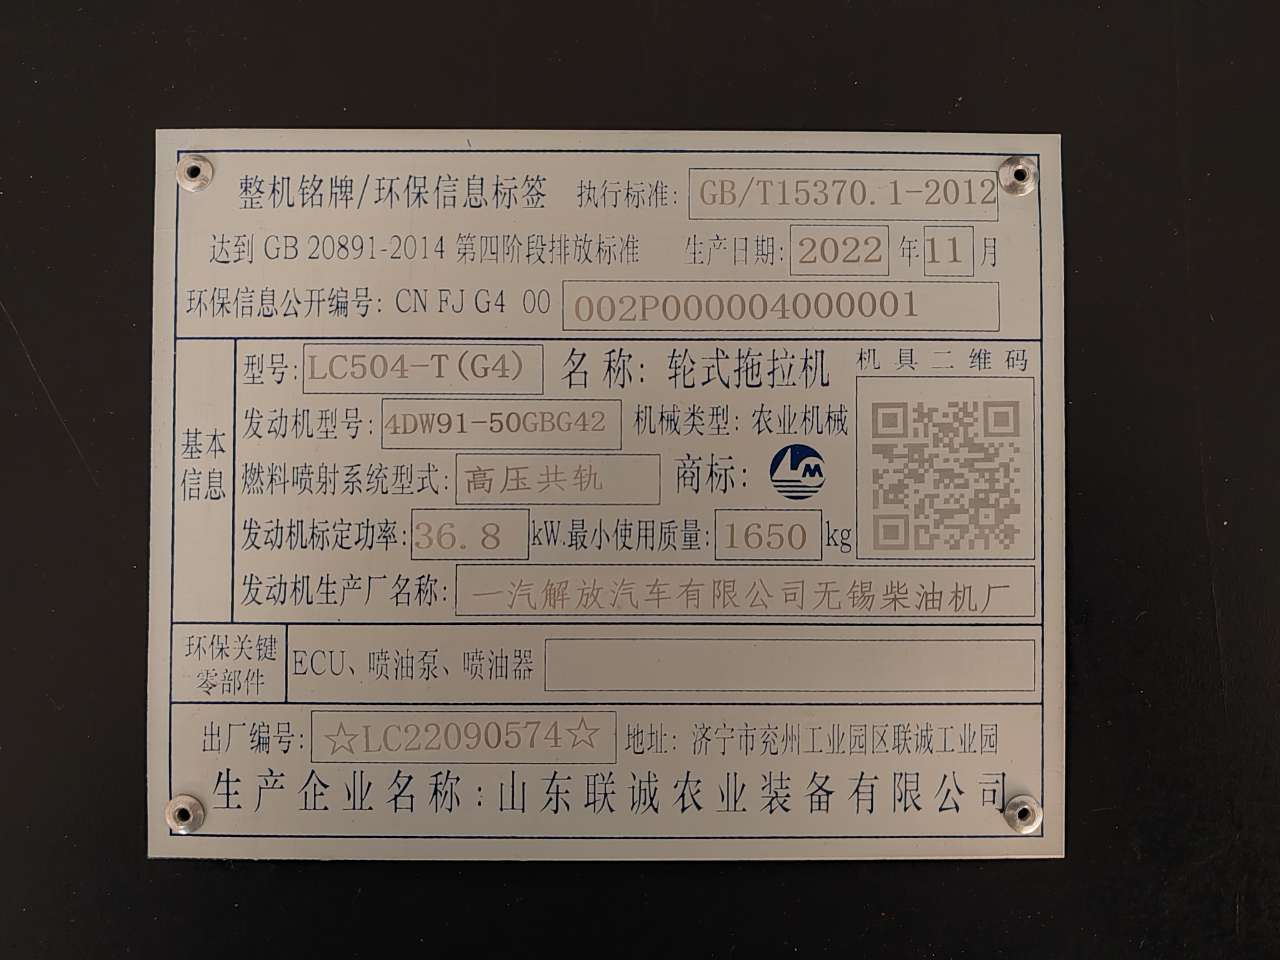 整机铭牌/环保信息标签 执行标准: GB/T15370.1-2012
达到 GB 20891-2014 第四阶段排放标准 生产日期: 2022 年 11 月
环保信息公开编号: CN FJ G4 00 002P000004000001
基本信息
型号: LC504-T(G4) 名称: 轮式拖拉机 机具二维码
发动机型号: 4DW91-50GBG42 机械类型: 农业机械
燃料喷射系统型式: 高压共轨 商标: LM
发动机标定功率: 36.8 kW. 最小使用质量: 1650 kg
发动机生产厂名称: 一汽解放汽车有限公司无锡柴油机厂
环保关键零部件 ECU、喷油泵、喷油器
出厂编号: ☆LC22090574☆ 地址: 济宁市兖州工业园区联诚工业园
生产企业名称: 山东联诚农业装备有限公司